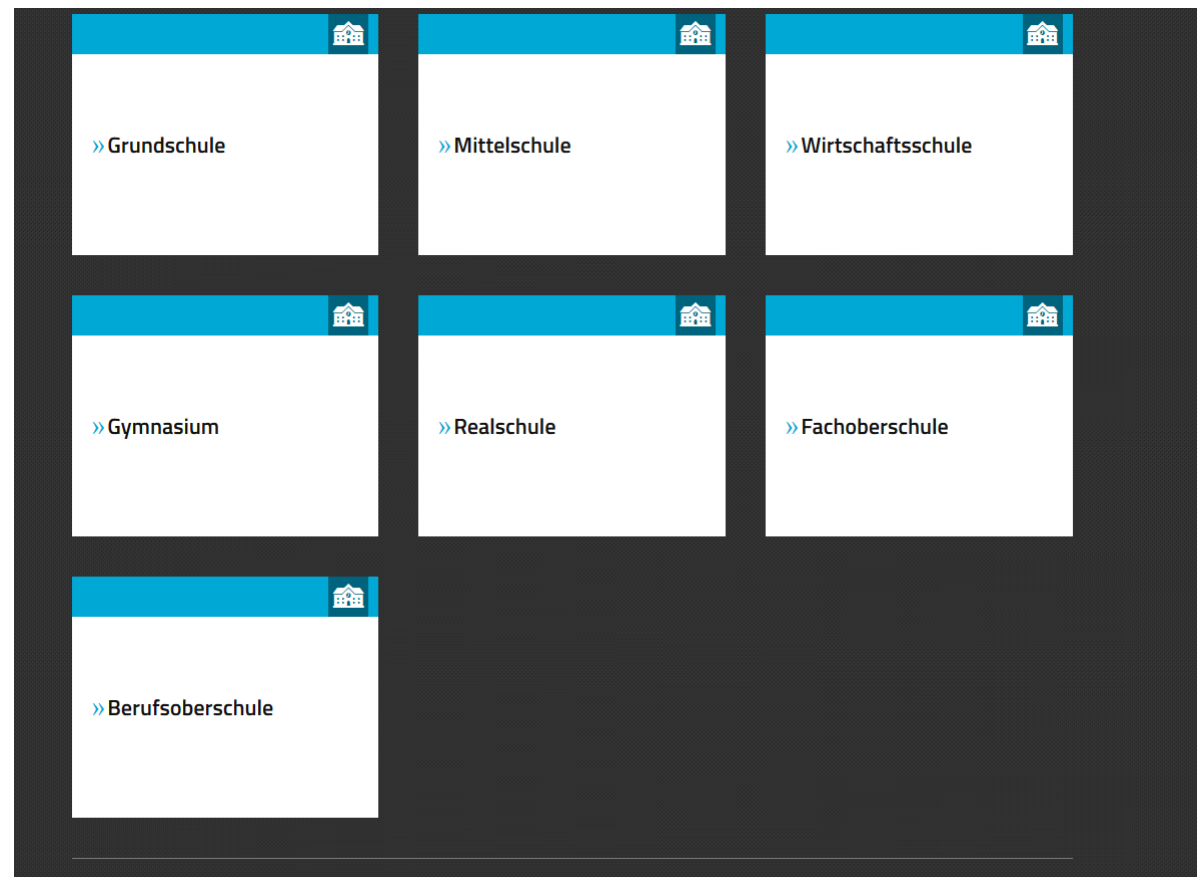 » Grundschule
» Mittelschule
» Wirtschaftsschule
» Gymnasium
» Realschule
» Fachoberschule
» Berufsoberschule